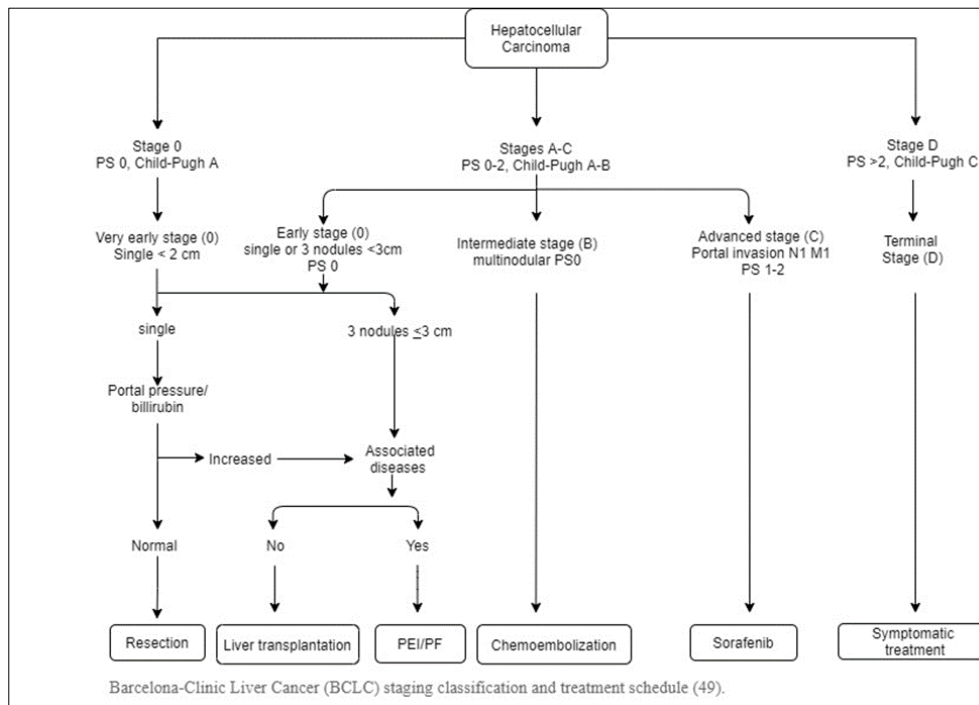 Hepatocellular
Carcinoma
Stage 0
PS 0, Child-Pugh A
Stages A-C
PS 0-2, Child-Pugh A-B
Stage D
PS >2, Child-Pugh C
Very early stage (0)
Single < 2 cm
Early stage (0)
single or 3 nodules <3cm
PS 0
Intermediate stage (B)
multinodular PS0
Advanced stage (C)
Portal invasion N1 M1
PS 1-2
Terminal
Stage (D)
single
3 nodules ≤3 cm
Portal pressure/
billirubin
Increased
Associated
diseases
Normal
No
Yes
Resection
Liver transplantation
PEI/PF
Chemoembolization
Sorafenib
Symptomatic
treatment
Barcelona-Clinic Liver Cancer (BCLC) staging classification and treatment schedule (49).